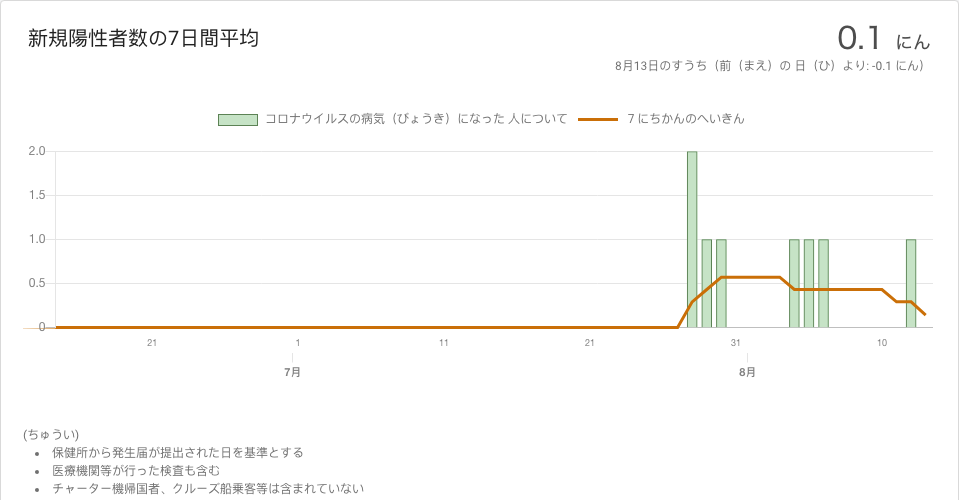 新規陽性者数の7日間平均
0.1 にん
8月13日のすうち（前（まえ）の 日（ひ）より: -0.1 にん）
コロナウイルスの病気（びょうき）になった 人について
7 にちかんのへいきん
2.0
1.5
1.0
0.5
0
21 1 11 21 31 10
7月 8月
(ちゅうい)
• 保健所から発生届が提出された日を基準とする
• 医療機関等が行った検査も含む
• チャーター機帰国者、クルーズ船乗客等は含まれていない